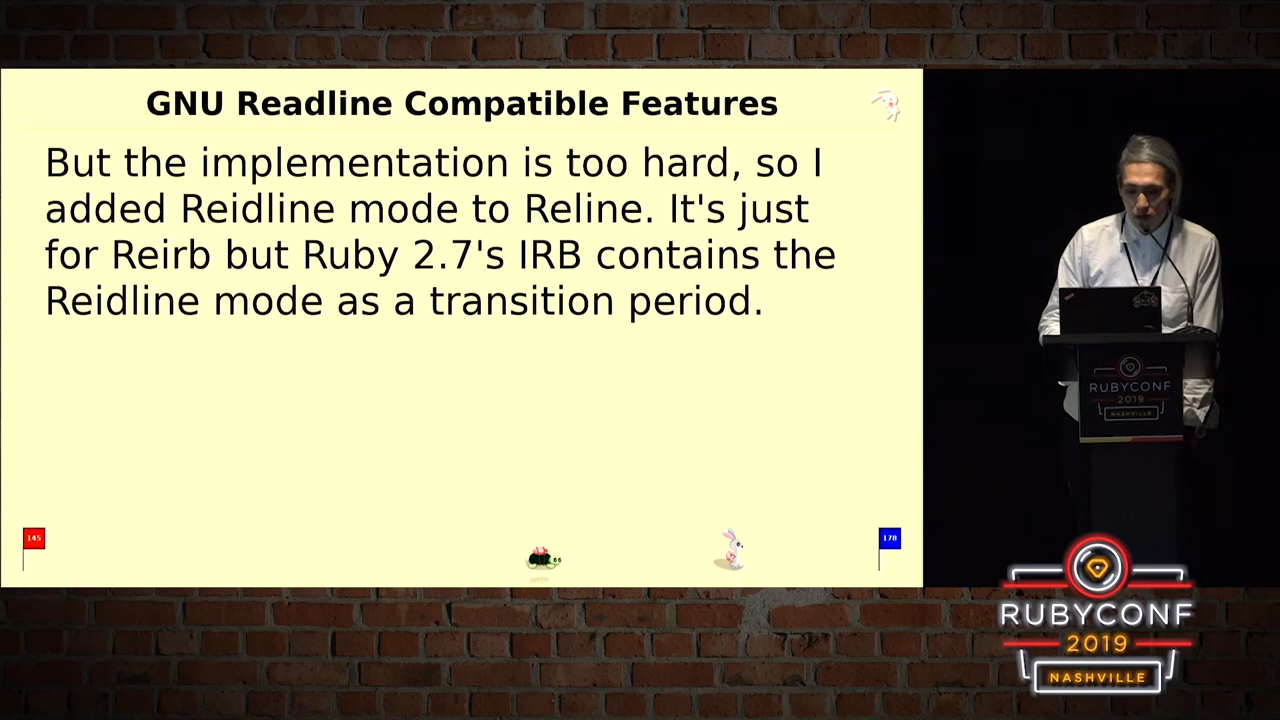 GNU Readline Compatible Features
But the implementation is too hard, so I
added Reidline mode to Reline. It's just
for Reirb but Ruby 2.7's IRB contains the
Reidline mode as a transition period.
145
178
RUBYCONF
2019
NASHVILLE
RUBYCONF
2019
NASHVILLE